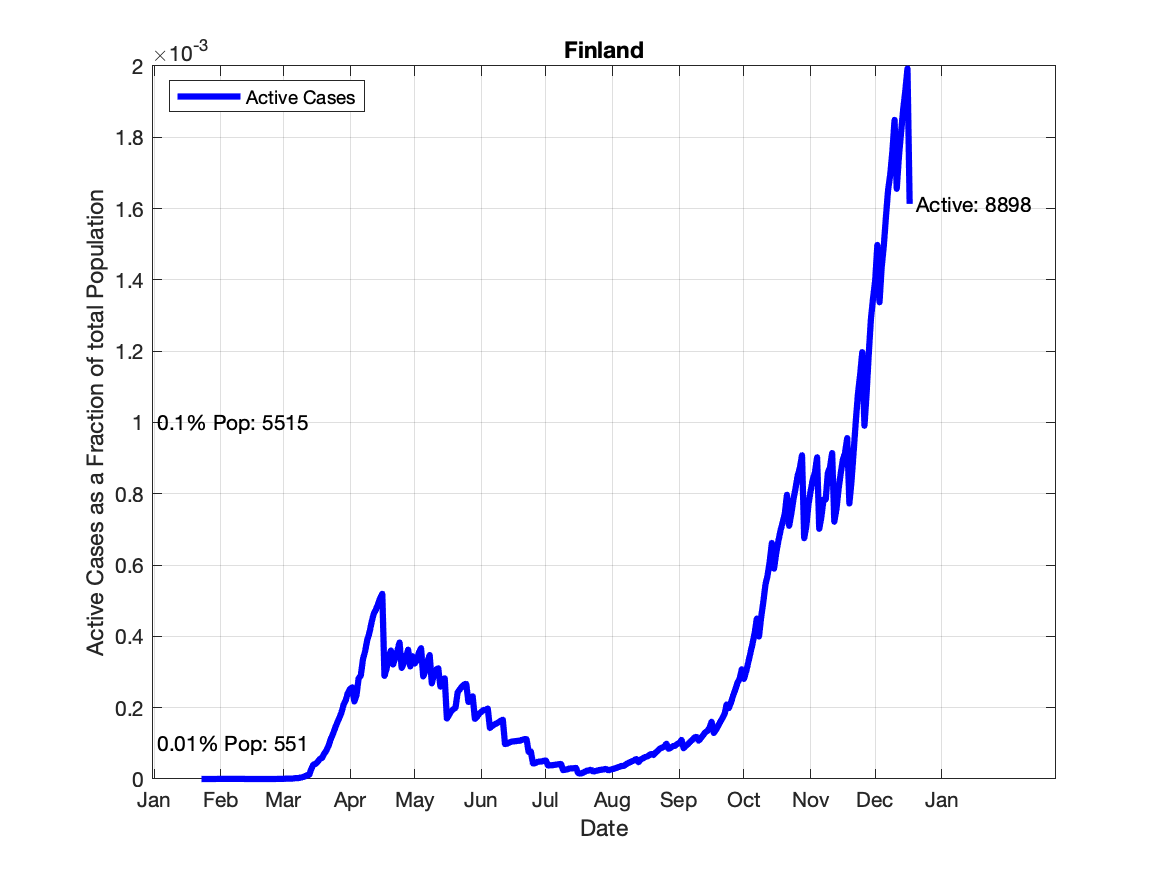 Finland
×10-3
2
1.8
1.6
1.4
1.2
1
0.8
0.6
0.4
0.2
0
Active Cases as a Fraction of total Population
Active Cases
Active: 8898
0.1% Pop: 5515
0.01% Pop: 551
Jan Feb Mar Apr May Jun Jul Aug Sep Oct Nov Dec Jan
Date